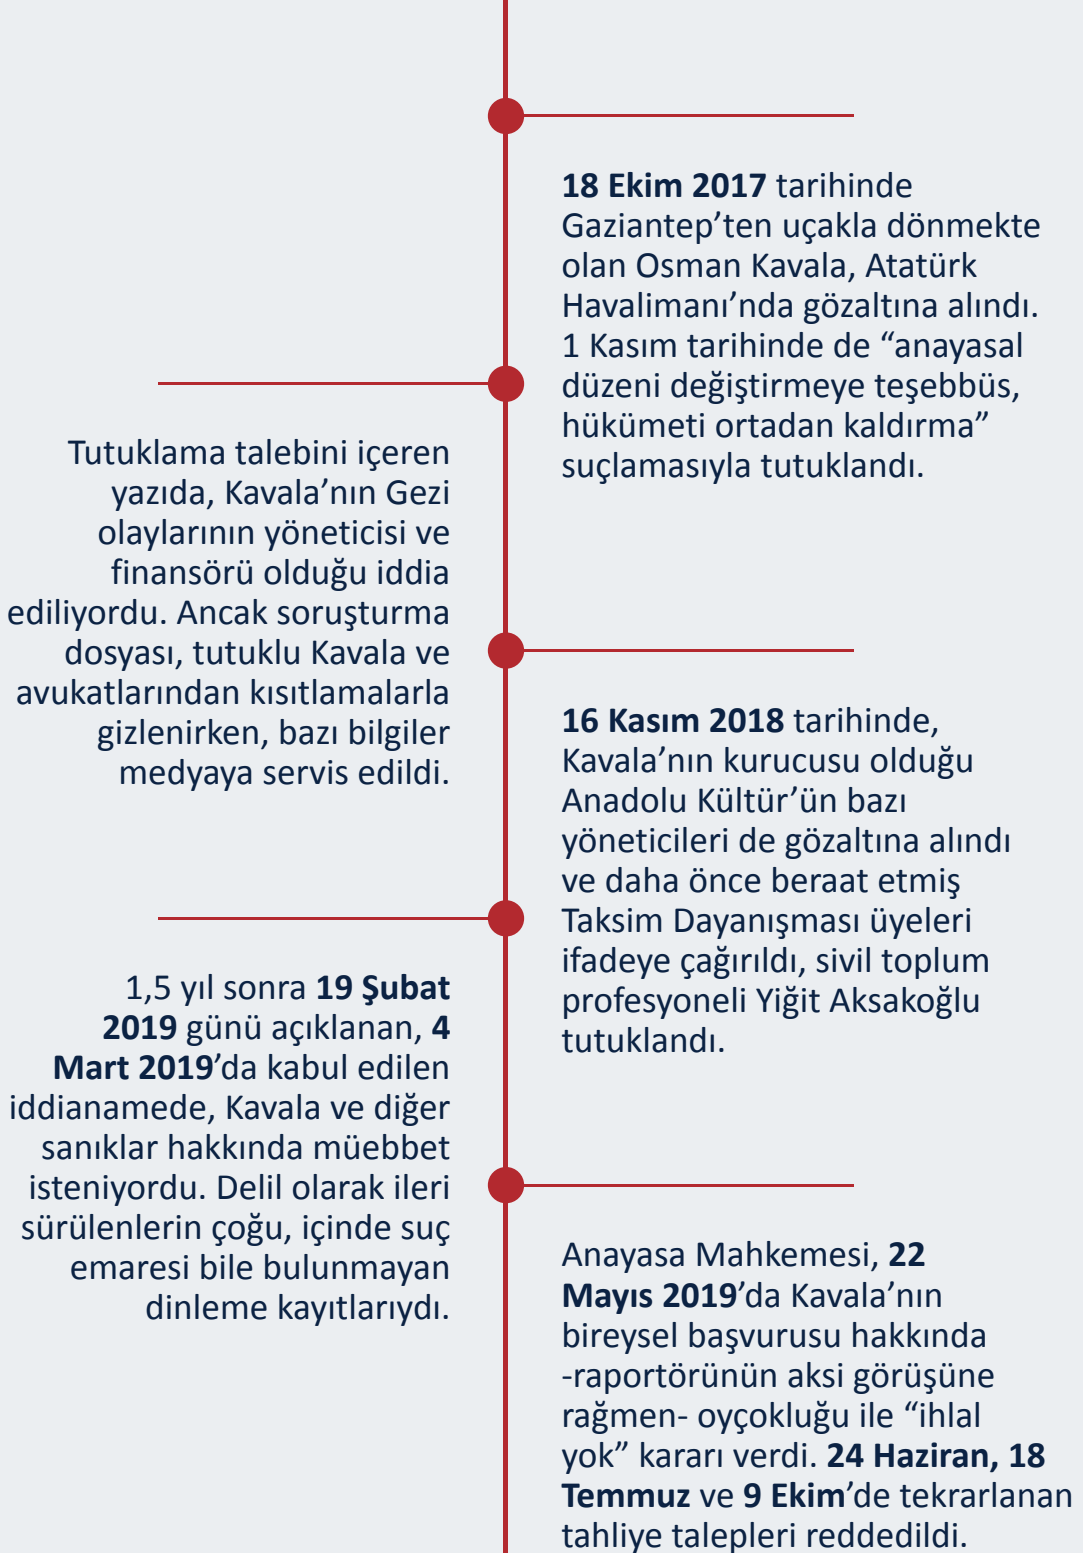 18 Ekim 2017 tarihinde
Gaziantep’ten uçakla dönmekte
olan Osman Kavala, Atatürk
Havalimanı’nda gözaltına alındı.
1 Kasım tarihinde de “anayasal
düzeni değiştirmeye teşebbüs,
hükümeti ortadan kaldırma”
suçlamasıyla tutuklandı.
Tutuklama talebini içeren
yazıda, Kavala’nın Gezi
olaylarının yöneticisi ve
finansörü olduğu iddia
ediliyordu. Ancak soruşturma
dosyası, tutuklu Kavala ve
avukatlarından kısıtlamalarla
gizlenirken, bazı bilgiler
medyaya servis edildi.
16 Kasım 2018 tarihinde,
Kavala’nın kurucusu olduğu
Anadolu Kültür’ün bazı
yöneticileri de gözaltına alındı
ve daha önce beraat etmiş
Taksim Dayanışması üyeleri
ifadeye çağırıldı, sivil toplum
profesyoneli Yiğit Aksakoğlu
tutuklandı.
1,5 yıl sonra 19 Şubat
2019 günü açıklanan, 4
Mart 2019’da kabul edilen
iddianamede, Kavala ve diğer
sanıklar hakkında müebbet
isteniyordu. Delil olarak ileri
sürülenlerin çoğu, içinde suç
emaresi bile bulunmayan
dinleme kayıtlarıydı.
Anayasa Mahkemesi, 22
Mayıs 2019’da Kavala’nın
bireysel başvurusu hakkında
-raportörünün aksi görüşüne
rağmen- oyçokluğu ile “ihlal
yok” kararı verdi. 24 Haziran, 18
Temmuz ve 9 Ekim’de tekrarlanan
tahliye talepleri reddedildi.